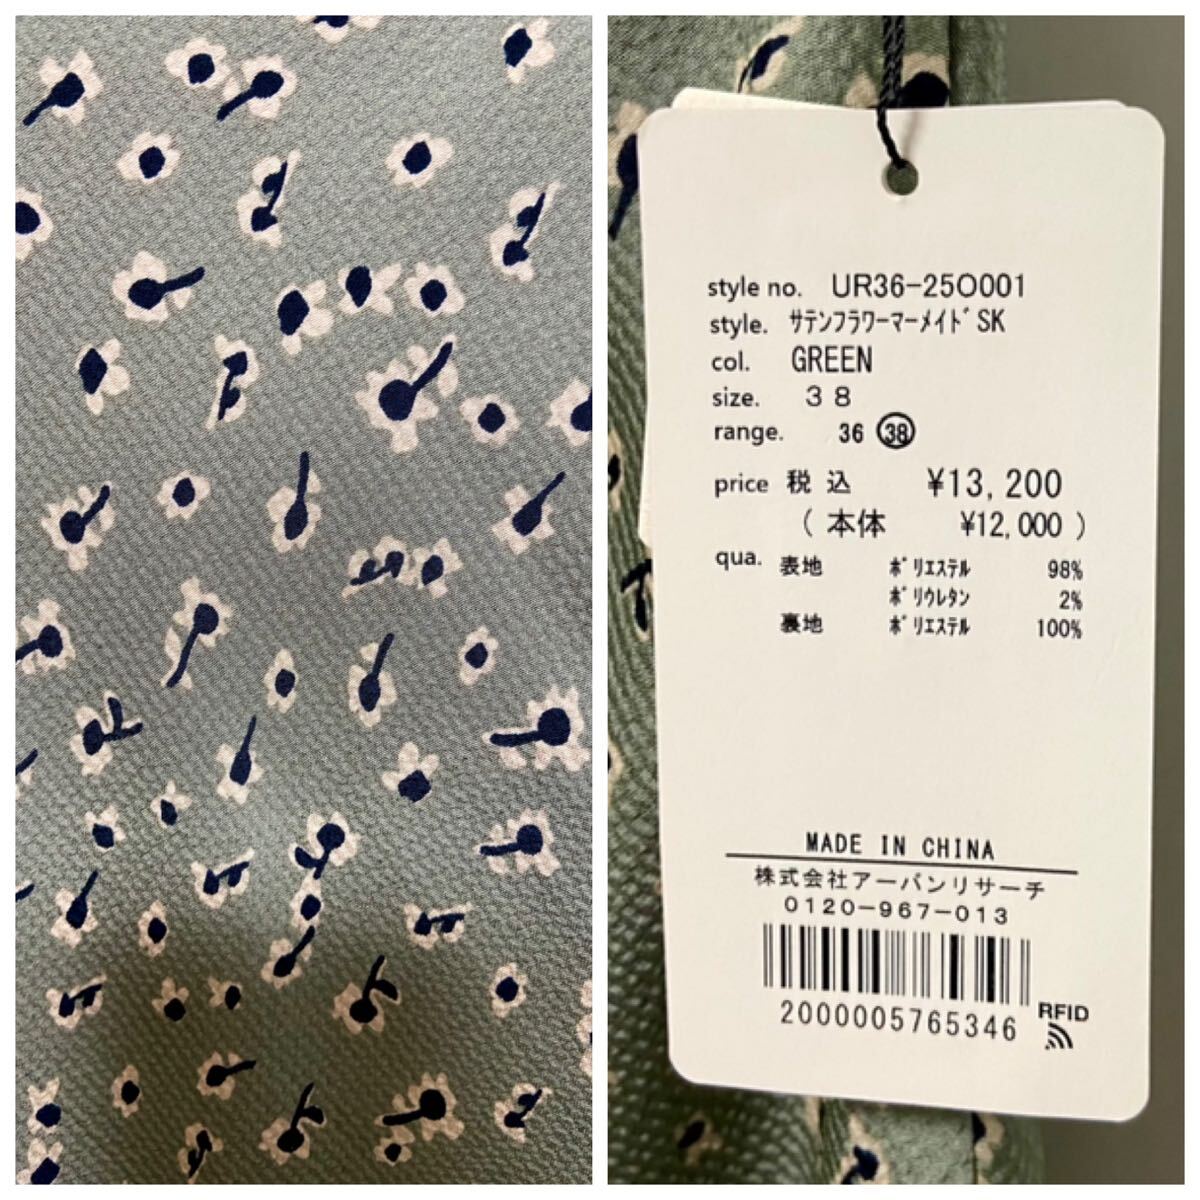 style no. UR36-25O001
style. ｻﾃﾝﾌﾗﾜｰﾏｰﾒｲﾄﾞSK
col. GREEN
size. ３８
range. 36 ㊳
price 税込 ¥13,200
( 本体 ¥12,000 )
qua. 表地 ﾎﾟﾘｴｽﾃﾙ 98%
ﾎﾟﾘｳﾚﾀﾝ 2%
裏地 ﾎﾟﾘｴｽﾃﾙ 100%
MADE IN CHINA
株式会社アーバンリサーチ
0120-967-013
2000005765346
RFID